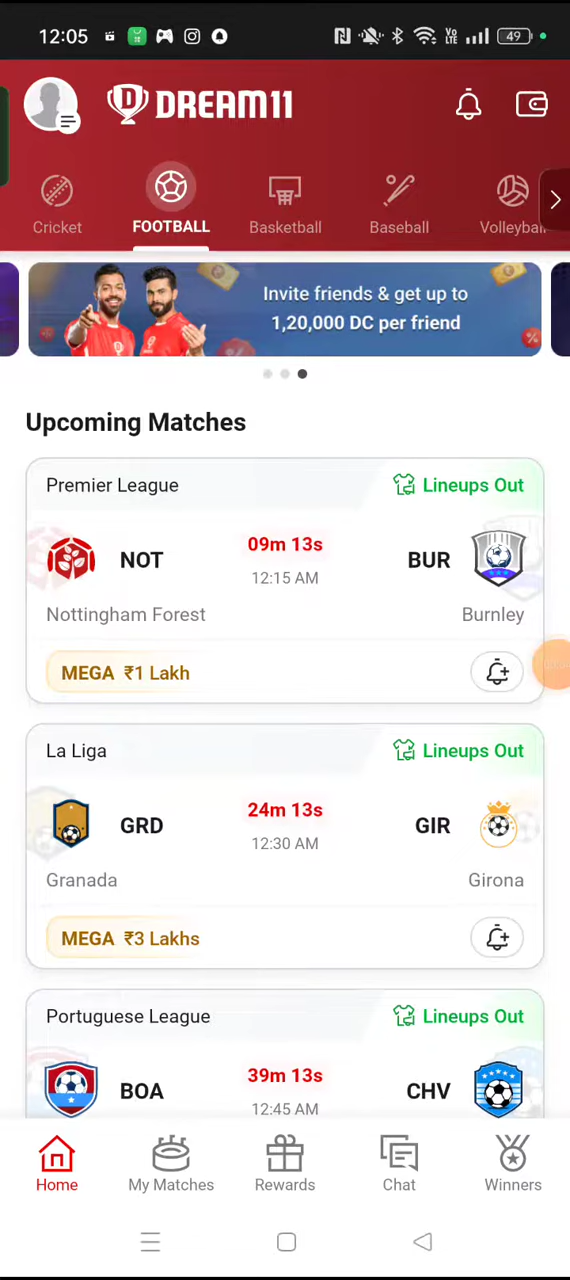 12:05
VO LTE
49
DREAM11
Cricket
FOOTBALL
Basketball
Baseball
Volleyball
Invite friends & get up to
1,20,000 DC per friend
Upcoming Matches
Premier League
Lineups Out
NOT
09m 13s
BUR
12:15 AM
Nottingham Forest
Burnley
MEGA ₹1 Lakh
La Liga
Lineups Out
GRD
24m 13s
GIR
12:30 AM
Granada
Girona
MEGA ₹3 Lakhs
Portuguese League
Lineups Out
BOA
39m 13s
CHV
12:45 AM
Home
My Matches
Rewards
Chat
Winners